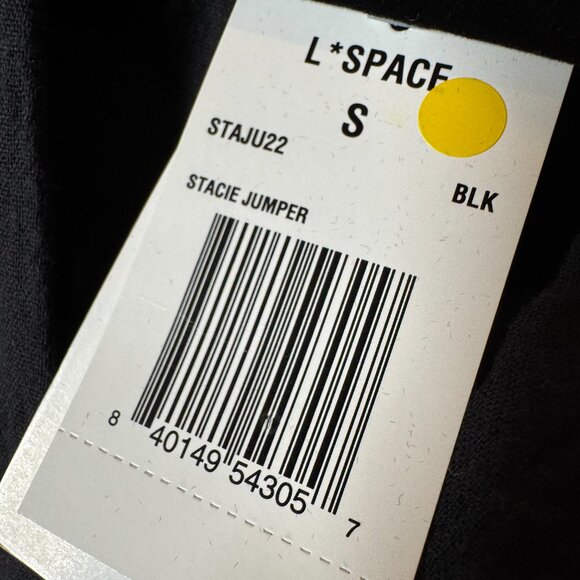 L*SPACE
S
STAJU22
BLK
STACIE JUMPER
8 40149 54305 7